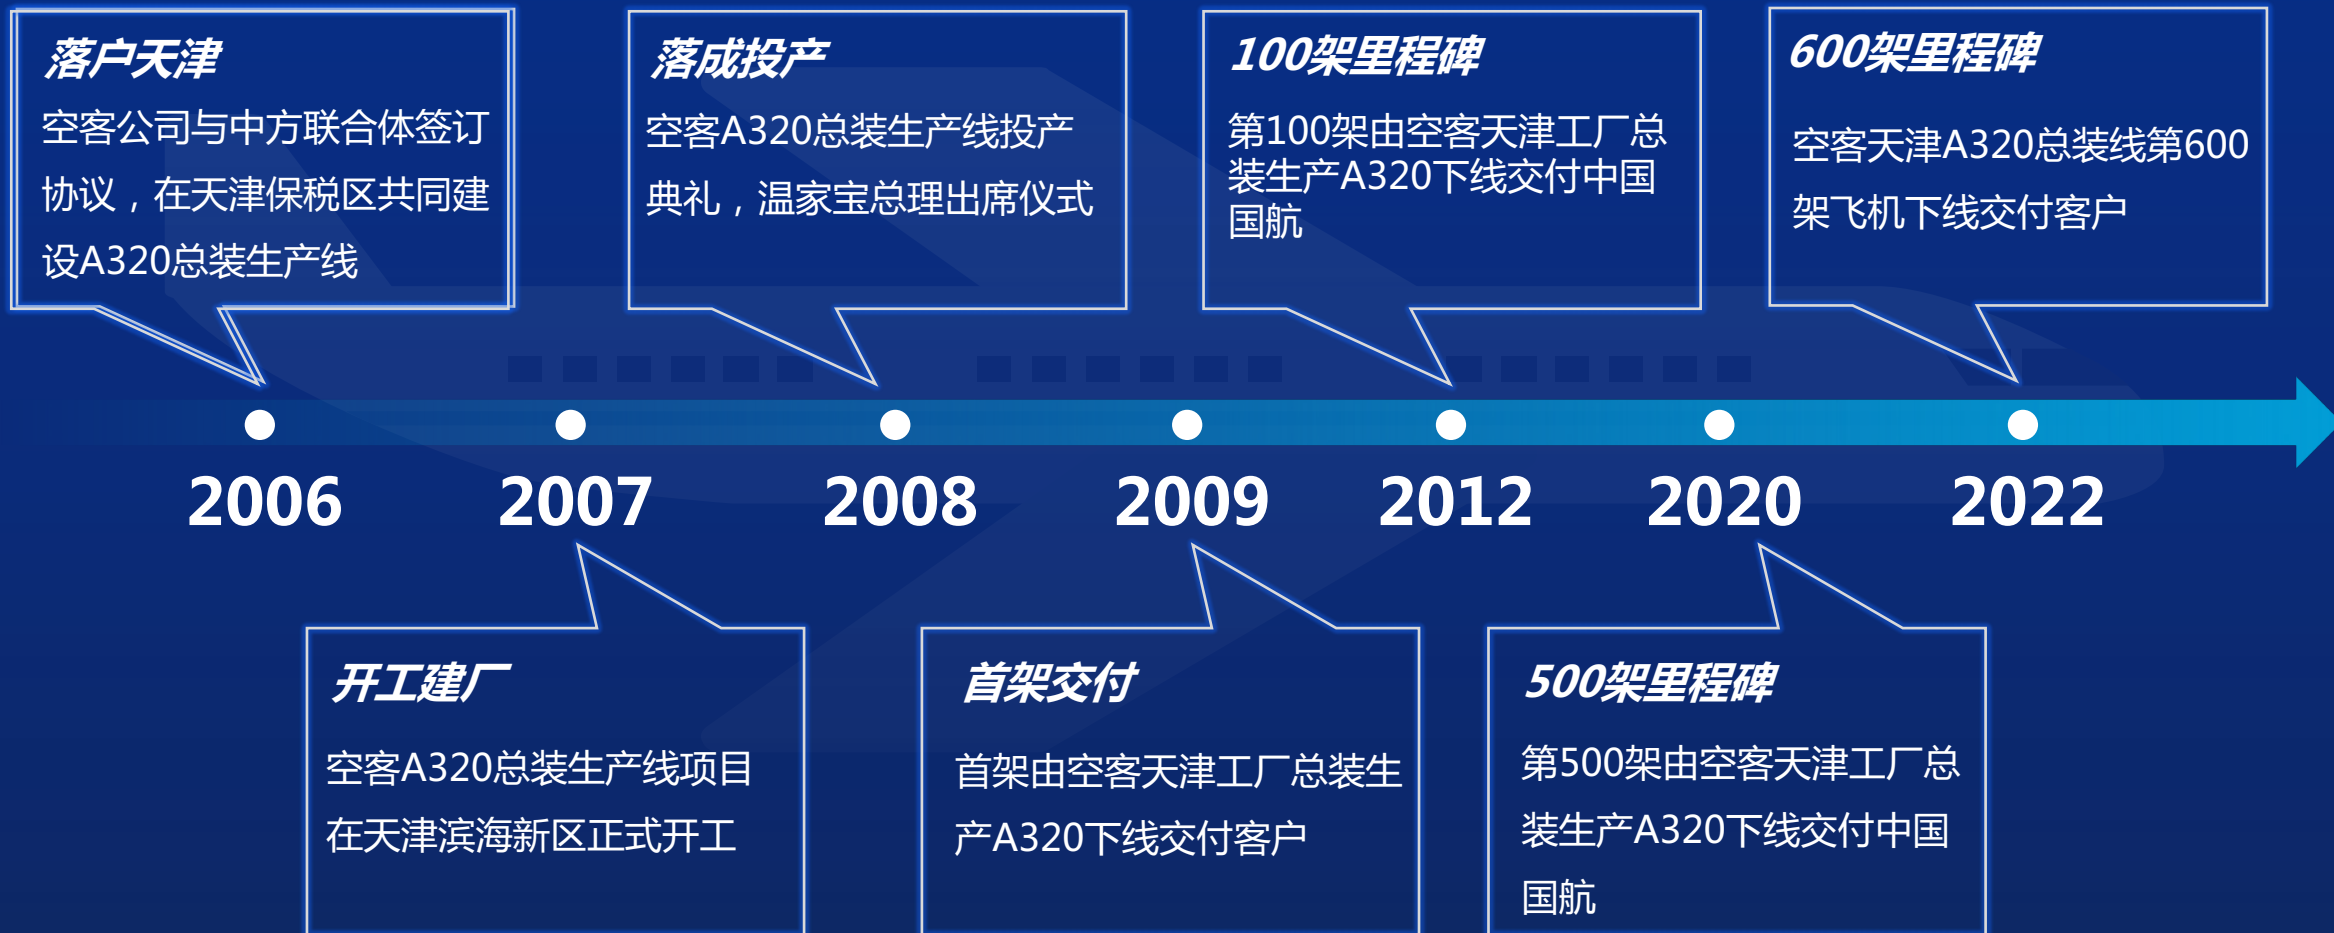 落户天津
空客公司与中方联合体签订
协议，在天津保税区共同建
设A320总装生产线
落成投产
空客A320总装生产线投产
典礼，温家宝总理出席仪式
100架里程碑
第100架由空客天津工厂总
装生产A320下线交付中国
国航
600架里程碑
空客天津A320总装线第600
架飞机下线交付客户
2006
2007
2008
2009
2012
2020
2022
开工建厂
空客A320总装生产线项目
在天津滨海新区正式开工
首架交付
首架由空客天津工厂总装生
产A320下线交付客户
500架里程碑
第500架由空客天津工厂总
装生产A320下线交付中国
国航